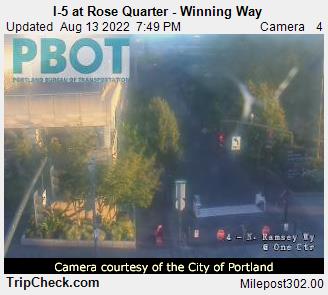 I-5 at Rose Quarter - Winning Way
Updated Aug 13 2022 7:49 PM Camera 4
PBOT
PORTLAND BUREAU OF TRANSPORTATION
4 - N. Ramsey Wy
@ One Ctr
Camera courtesy of the City of Portland
TripCheck.com Milepost302.00